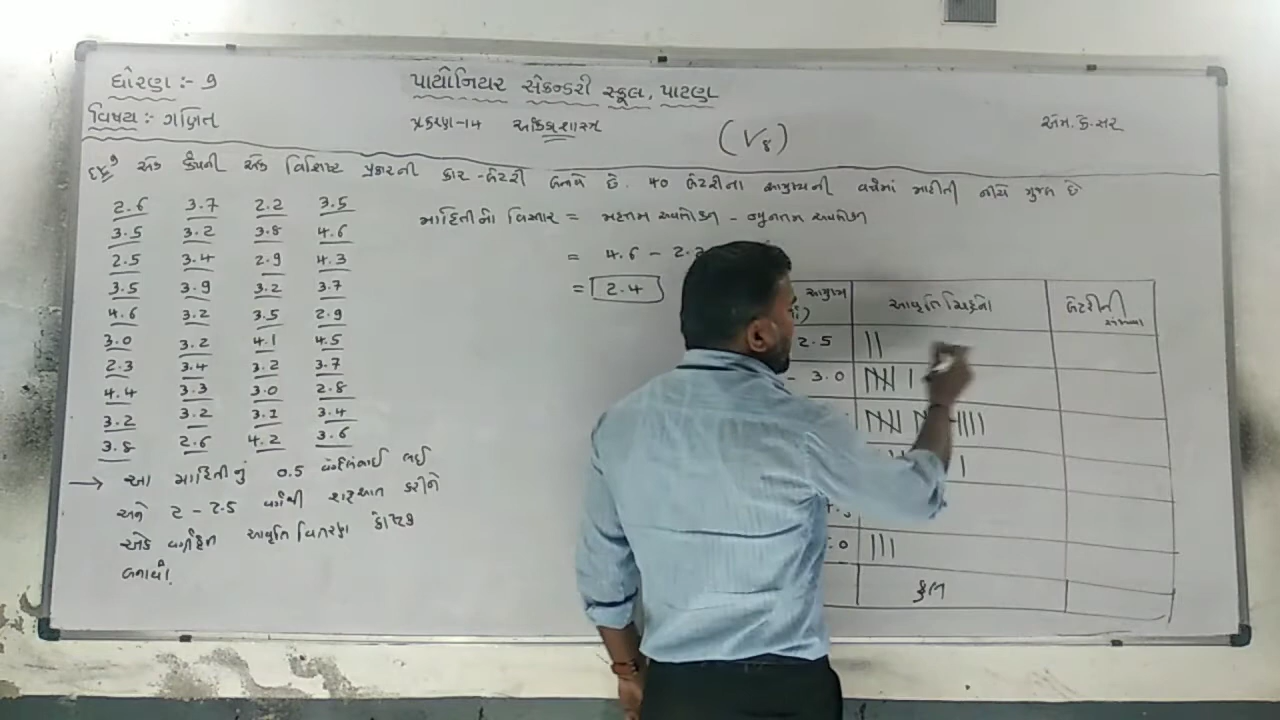 ધોરણ :- 9
પાયોનિયર સેકન્ડરી સ્કૂલ, પાટણ
વિષય :- ગણિત
પ્રકરણ-14 આંકડાશાસ્ત્ર
(V8)
એમ. કે. સર
એક કંપની એક વિશિષ્ટ પ્રકારની કાર-બેટરી બનાવે છે. 40 બેટરીના આયુષ્યની વર્ષમાં માહીતી નીચે મુજબ છે
2.6 3.7 2.2 3.5
3.5 3.2 3.8 4.6
2.5 3.4 2.9 4.3
3.5 3.9 3.2 3.7
4.6 3.2 3.5 2.9
3.0 3.2 4.1 4.5
2.3 3.4 3.2 3.7
4.4 3.3 3.0 2.8
3.2 3.2 3.1 3.4
3.8 2.6 4.2 3.6
→ આ માહિતીનું 0.5 વર્ગલંબાઈ લઈ
અને 2 - 2.5 વર્ગથી શરૂઆત કરીને
એક વર્ગીકૃત આવૃત્તિ વિતરણ કોષ્ટક
બનાવો.
માહિતીનો વિસ્તાર = મહત્તમ અવલોકન - ન્યૂનતમ અવલોકન
= 4.6 - 2.2
= 2.4
આયુષ્ય આવૃત્તિ ચિહ્નો બેટરીની સંખ્યા
2.5 ||
- 3.0
કુલ